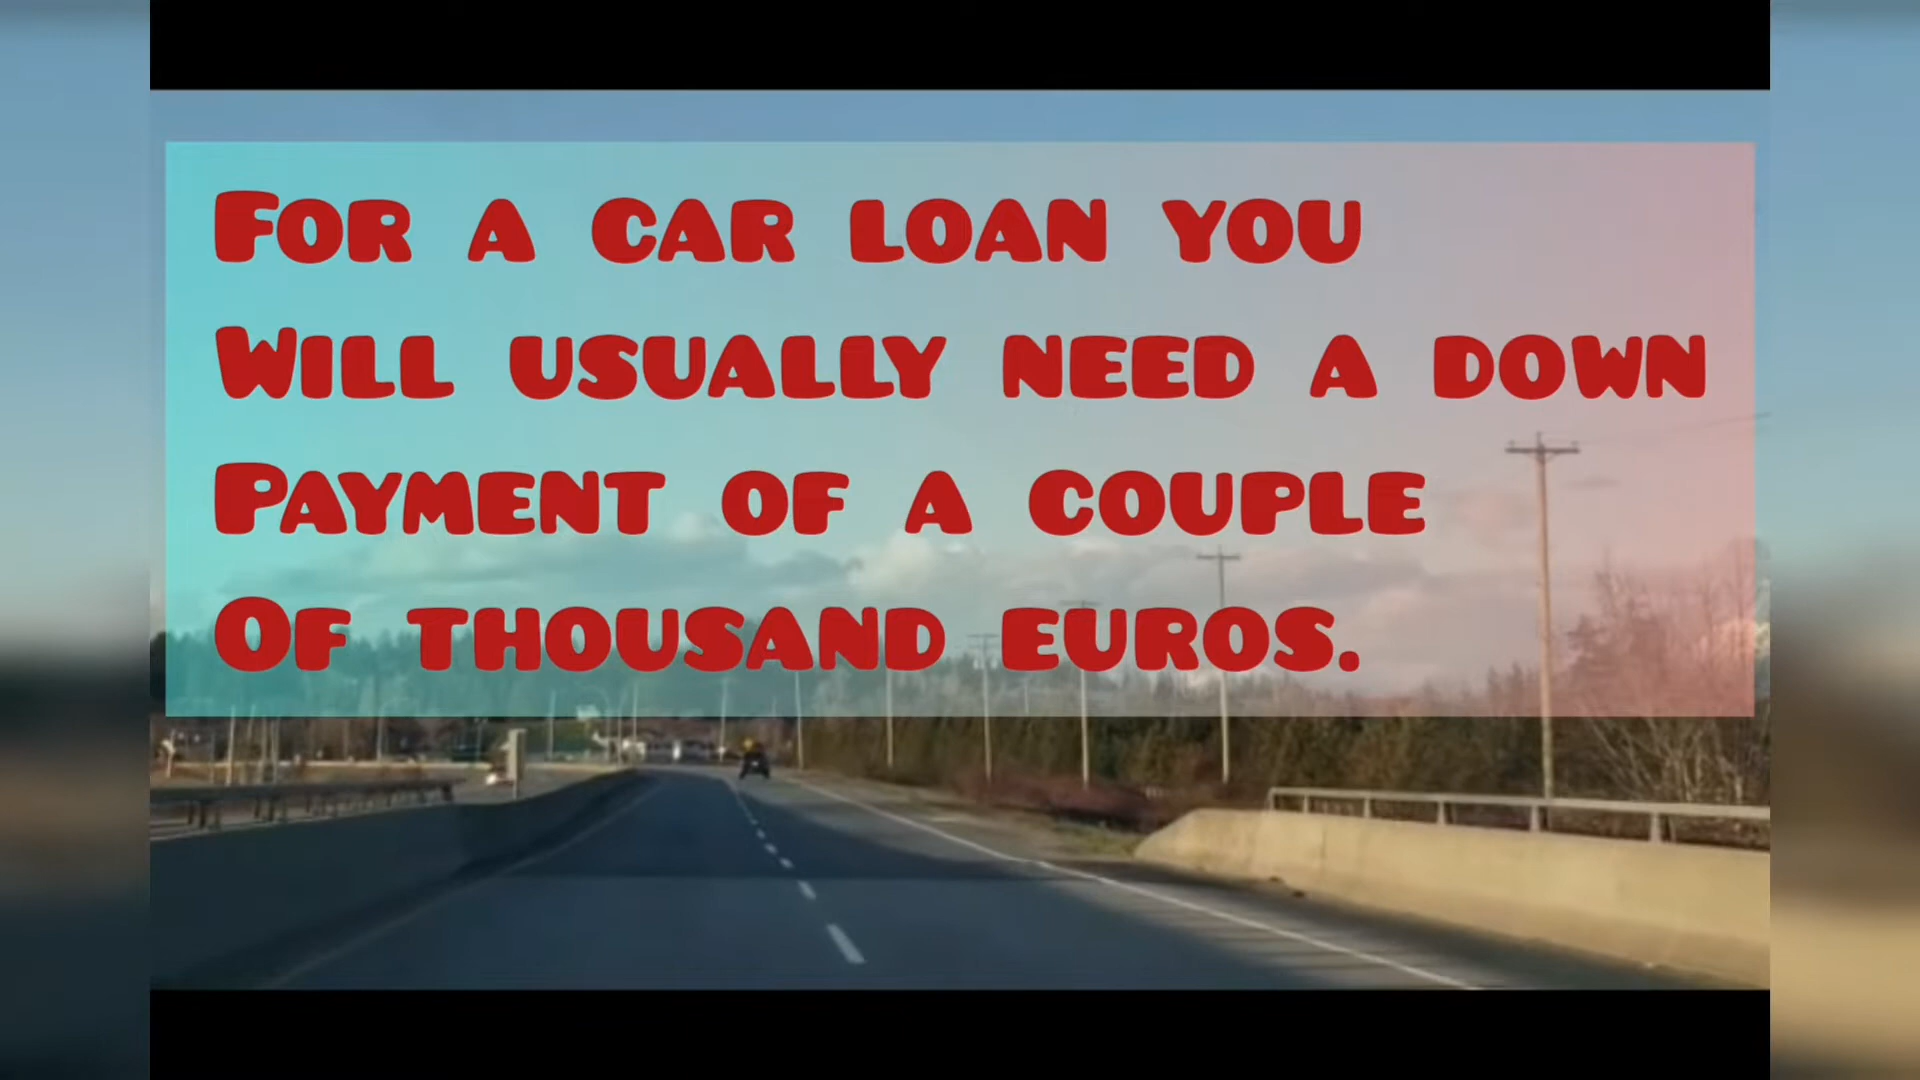 FOR A CAR LOAN YOU
WILL USUALLY NEED A DOWN
PAYMENT OF A COUPLE
OF THOUSAND EUROS.